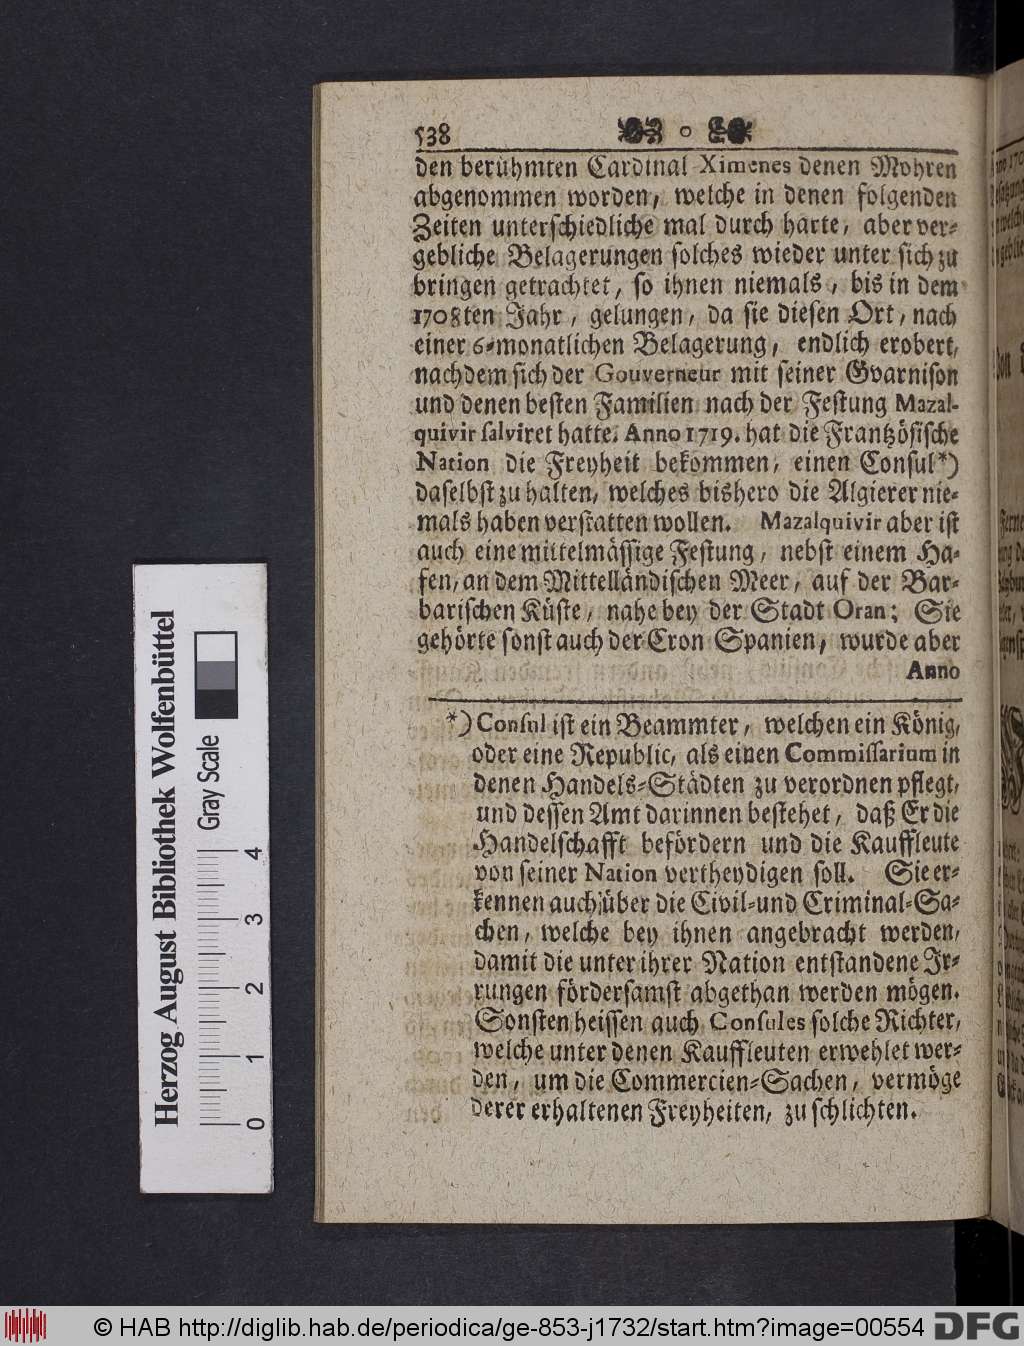 538
den berühmten Cardinal Ximenes denen Mohren
abgenommen worden, welche in denen folgenden
Zeiten unterschiedliche mal durch harte, aber ver-
gebliche Belagerungen solches wieder unter sich zu
bringen getrachtet, so ihnen niemals, bis in dem
1708ten Jahr, gelungen, da sie diesen Ort, nach
einer 6-monatlichen Belagerung, endlich erobert,
nachdem sich der Gouverneur mit seiner Gvarnison
und denen besten Familien nach der Festung Mazal-
quivir salviret hatte. Anno 1719. hat die Frantzösische
Nation die Freyheit bekommen, einen Consul *)
daselbst zu halten, welches bishero die Algierer nie-
mals haben verstatten wollen. Mazalquivir aber ist
auch eine mittelmässige Festung, nebst einem Ha-
fen, an dem Mittelländischen Meer, auf der Bar-
barischen Küste, nahe bey der Stadt Oran; Sie
gehörte sonst auch der Cron Spanien, wurde aber
Anno
*) Consul ist ein Beammter, welchen ein König,
oder eine Republic, als einen Commissarium in
denen Handels-Städten zu verordnen pflegt,
und dessen Amt darinnen bestehet, daß Er die
Handelschafft befördern und die Kauffleute
von seiner Nation vertheydigen soll. Sie er-
kennen auch über die Civil-und Criminal-Sa-
chen, welche bey ihnen angebracht werden,
damit die unter ihrer Nation entstandene Jr-
rungen fördersamst abgethan werden mögen.
Sonsten heissen auch Consules solche Richter,
welche unter denen Kauffleuten erwehlet wer-
den, um die Commercien-Sachen, vermöge
derer erhaltenen Freyheiten, zu schlichten.
Herzog August Bibliothek Wolfenbüttel
Gray Scale
0 1 2 3 4
© HAB http://diglib.hab.de/periodica/ge-853-j1732/start.htm?image=00554
DFG